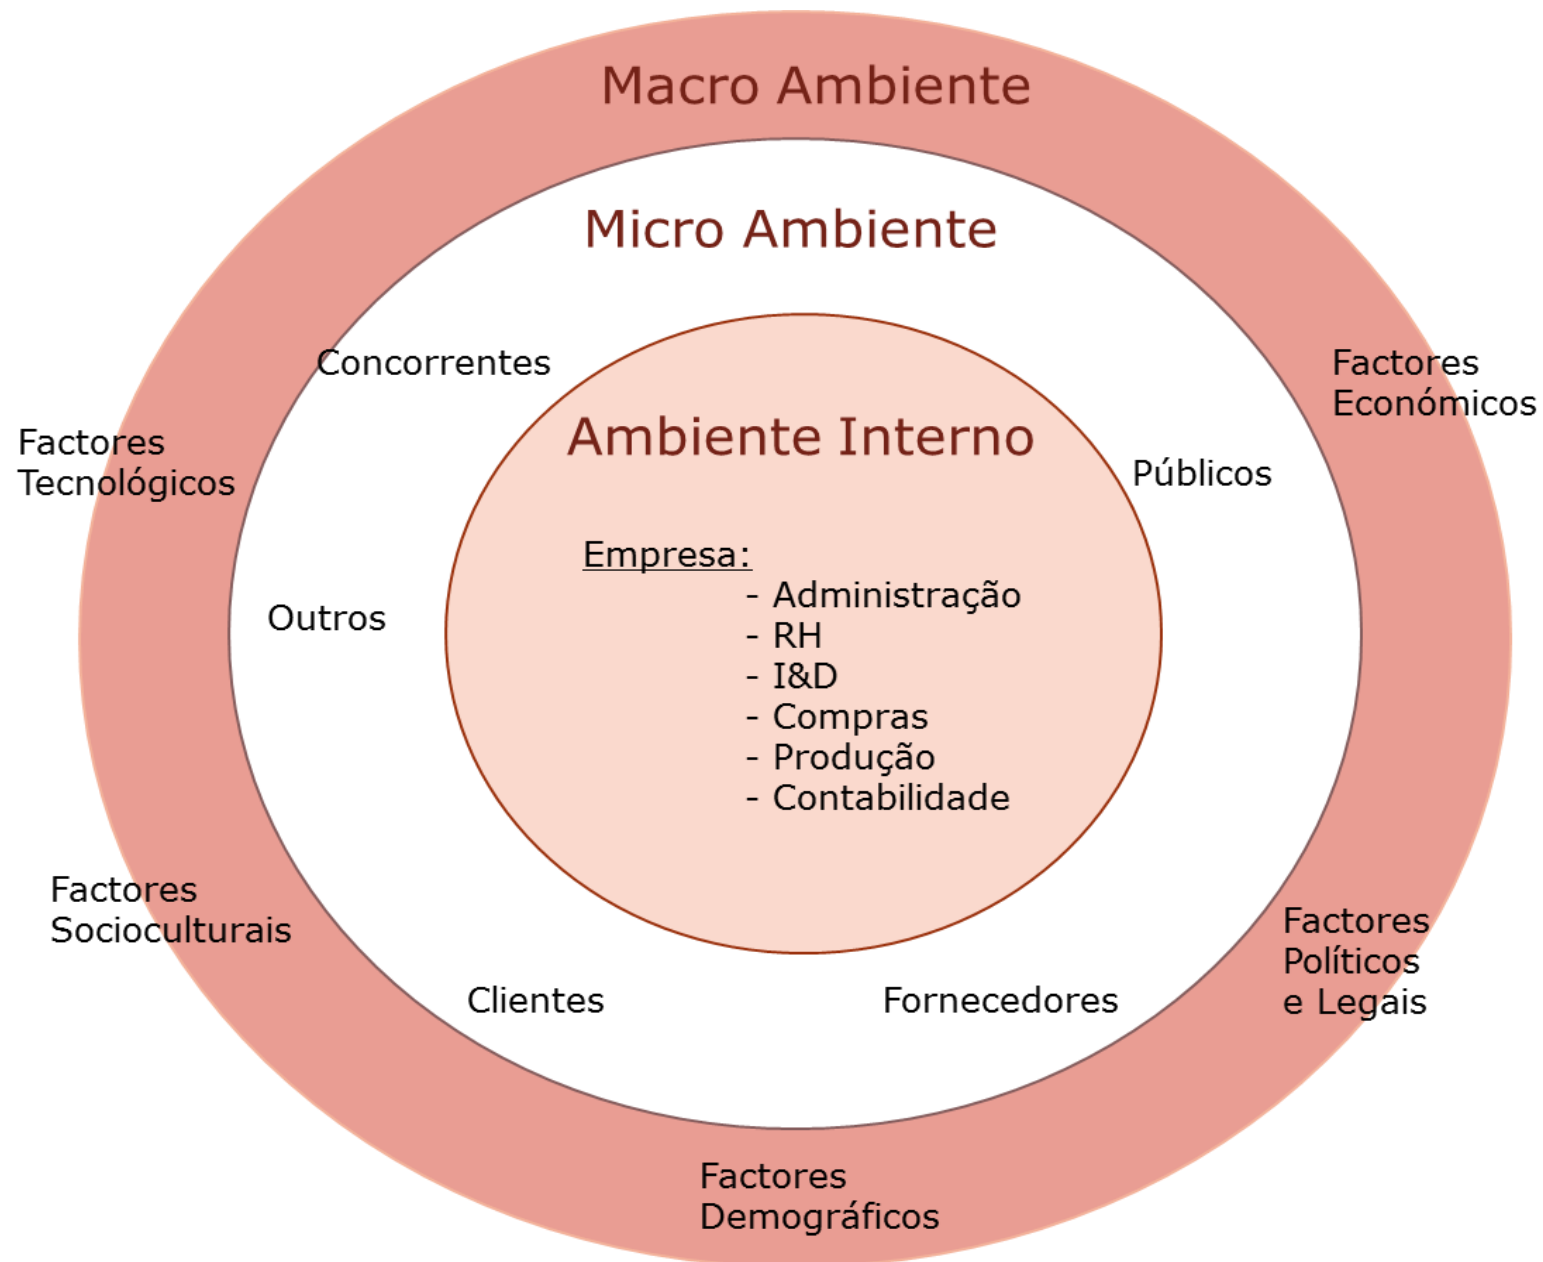 Macro Ambiente
Micro Ambiente
Concorrentes
Factores
Económicos
Ambiente Interno
Factores
Tecnológicos
Públicos
Empresa:
- Administração
- RH
- I&D
- Compras
- Produção
- Contabilidade
Outros
Factores
Socioculturais
Factores
Políticos
e Legais
Clientes
Fornecedores
Factores
Demográficos